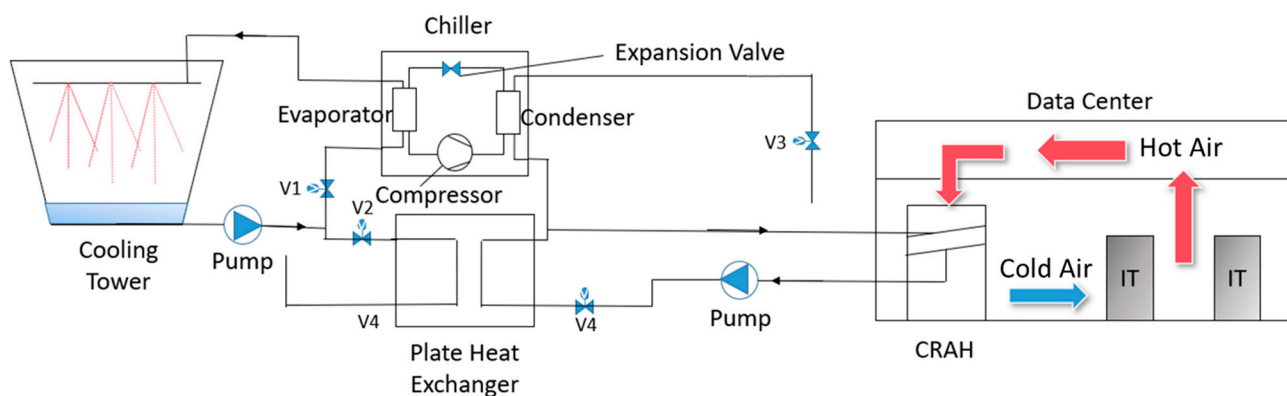 Chiller
Expansion Valve
Evaporator
Condenser
Compressor
Data Center
Hot Air
V3
V1
V2
Cooling
Tower
Pump
Cold Air
IT
IT
V4
V4
Pump
Plate Heat
Exchanger
CRAH